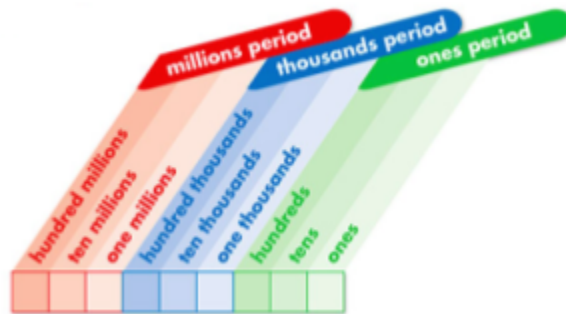 millions period
thousands period
ones period
hundred millions
ten millions
one millions
hundred thousands
ten thousands
one thousands
hundreds
tens
ones